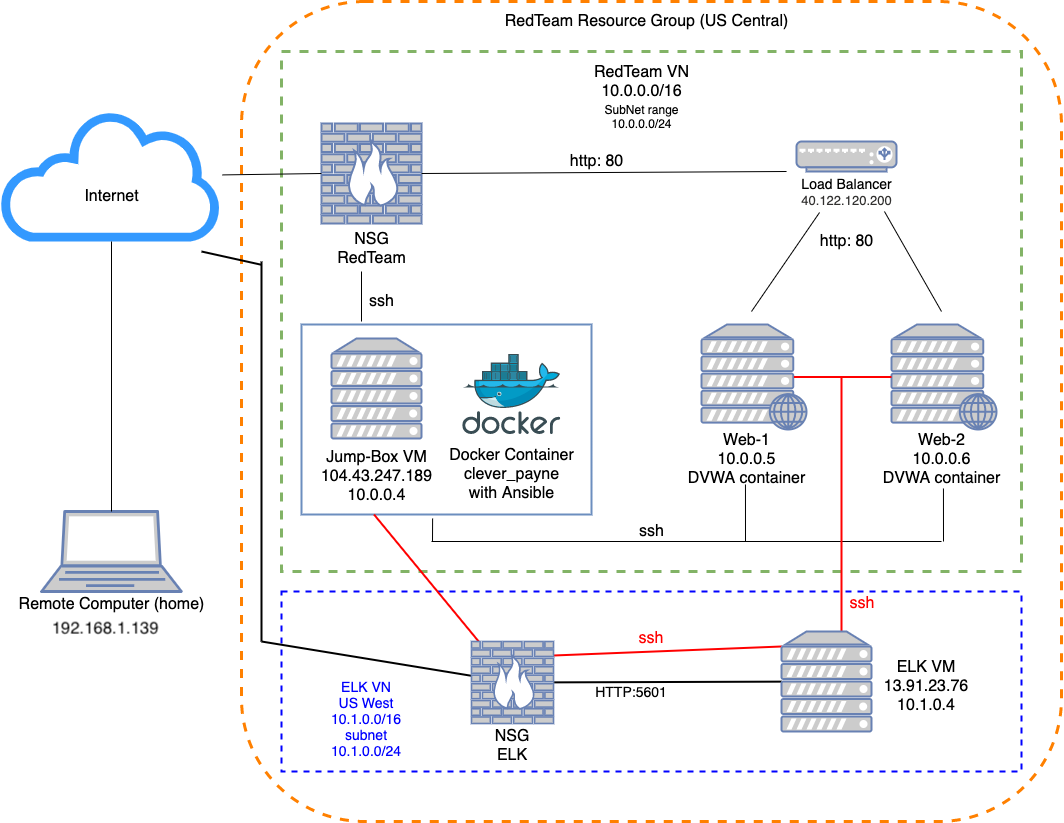 RedTeam Resource Group (US Central)
RedTeam VN
10.0.0.0/16
SubNet range
10.0.0.0/24
Internet
http: 80
Load Balancer
40.122.120.200
http: 80
NSG
RedTeam
ssh
docker
Jump-Box VM
104.43.247.189
10.0.0.4
Docker Container
clever_payne
with Ansible
Web-1
10.0.0.5
DVWA container
Web-2
10.0.0.6
DVWA container
ssh
Remote Computer (home)
192.168.1.139
ssh
ssh
ELK VM
13.91.23.76
10.1.0.4
HTTP:5601
ELK VN
US West
10.1.0.0/16
subnet
10.1.0.0/24
NSG
ELK